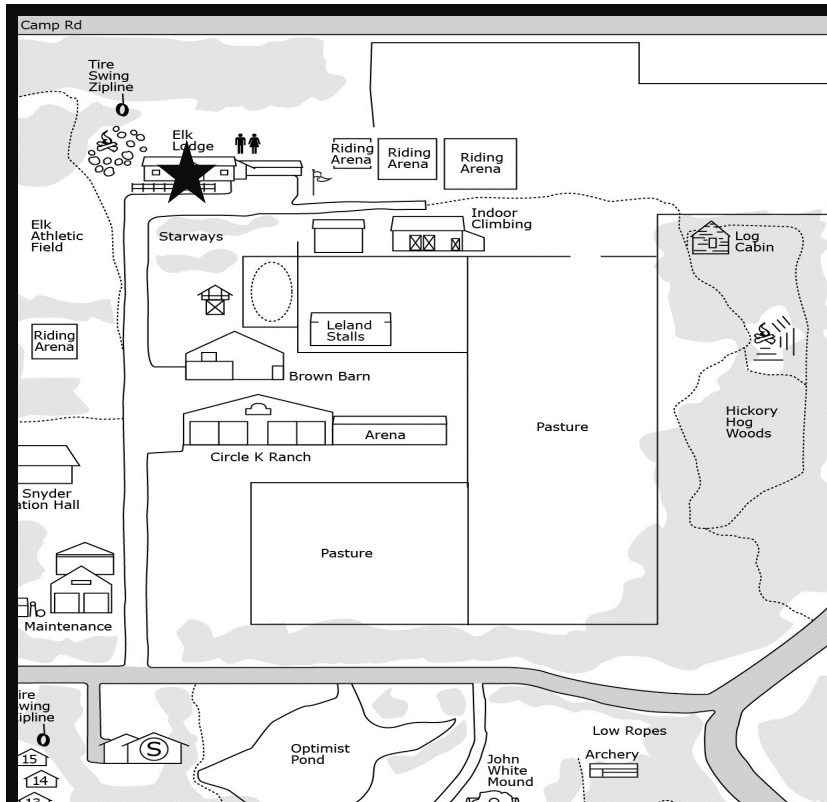 Camp Rd
Tire
Swing
Zipline
Elk
Lodge
Riding
Arena
Riding
Arena
Riding
Arena
Elk
Athletic
Field
Starways
Indoor
Climbing
Log
Cabin
Riding
Arena
Leland
Stalls
Brown Barn
Hickory
Hog
Woods
Pasture
Arena
Circle K Ranch
Snyder
ation Hall
Pasture
Maintenance
ire
wing
ipline
S
15
14
13
Optimist
Pond
John
White
Mound
Low Ropes
Archery